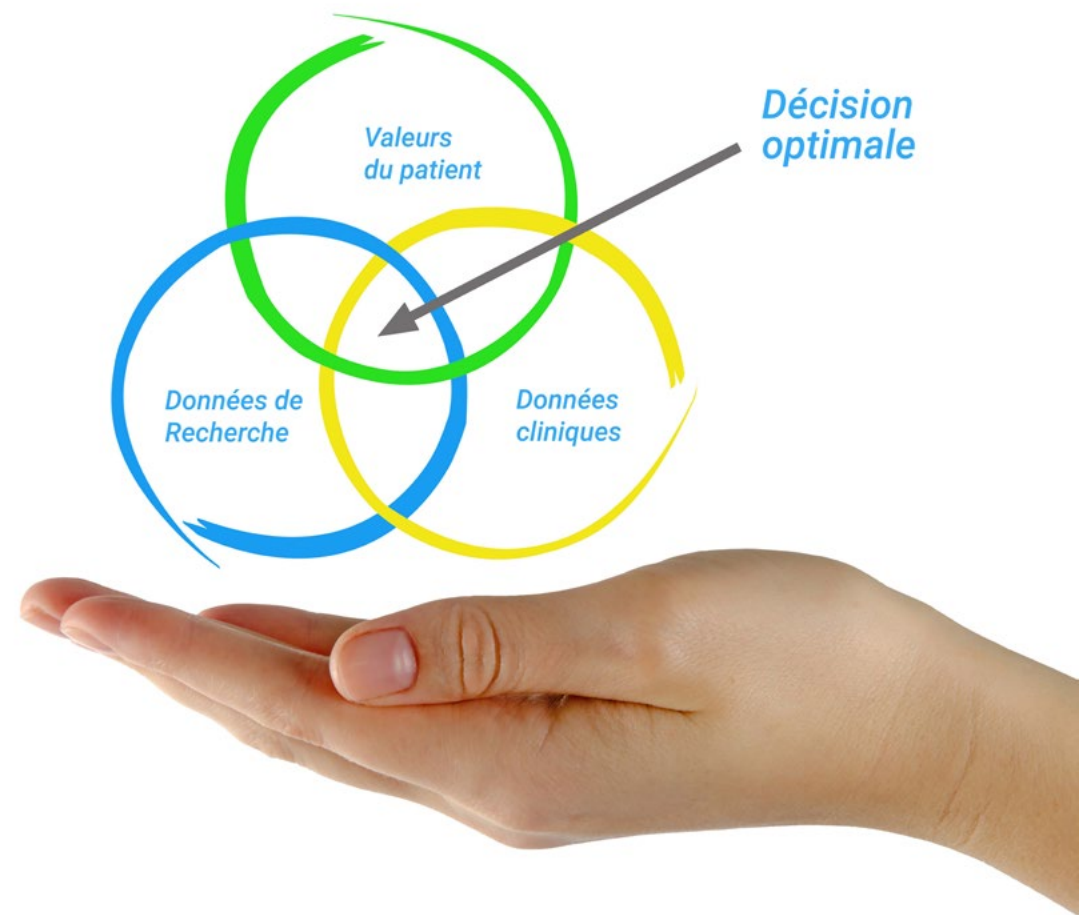 Valeurs
du patient
Décision
optimale
Données de
Recherche
Données
cliniques